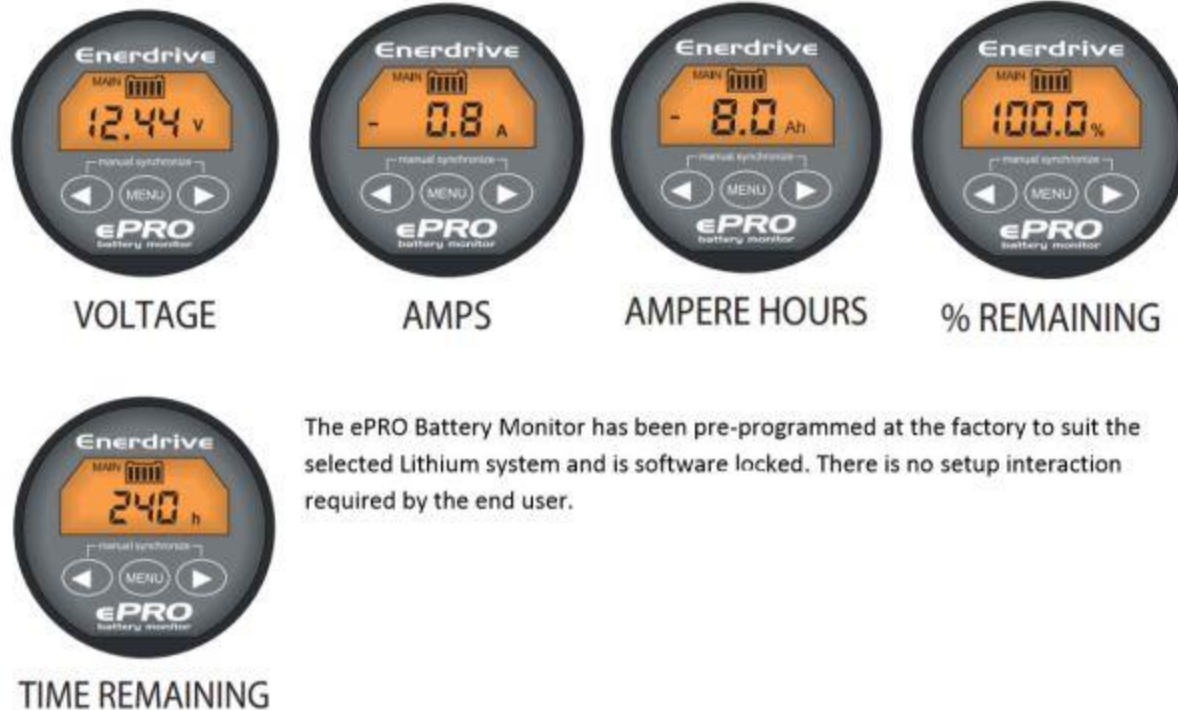 Enerdrive
MAIN
12.44 v
manual synchronize
MENU
ePRO
battery monitor
VOLTAGE
Enerdrive
MAIN
- 0.8 A
manual synchronize
MENU
ePRO
battery monitor
AMPS
Enerdrive
MAIN
- 8.0 Ah
manual synchronize
MENU
ePRO
battery monitor
AMPERE HOURS
Enerdrive
MAIN
100.0 %
manual synchronize
MENU
ePRO
battery monitor
% REMAINING
Enerdrive
MAIN
240 h
manual synchronize
MENU
ePRO
battery monitor
TIME REMAINING
The ePRO Battery Monitor has been pre-programmed at the factory to suit the
selected Lithium system and is software locked. There is no setup interaction
required by the end user.